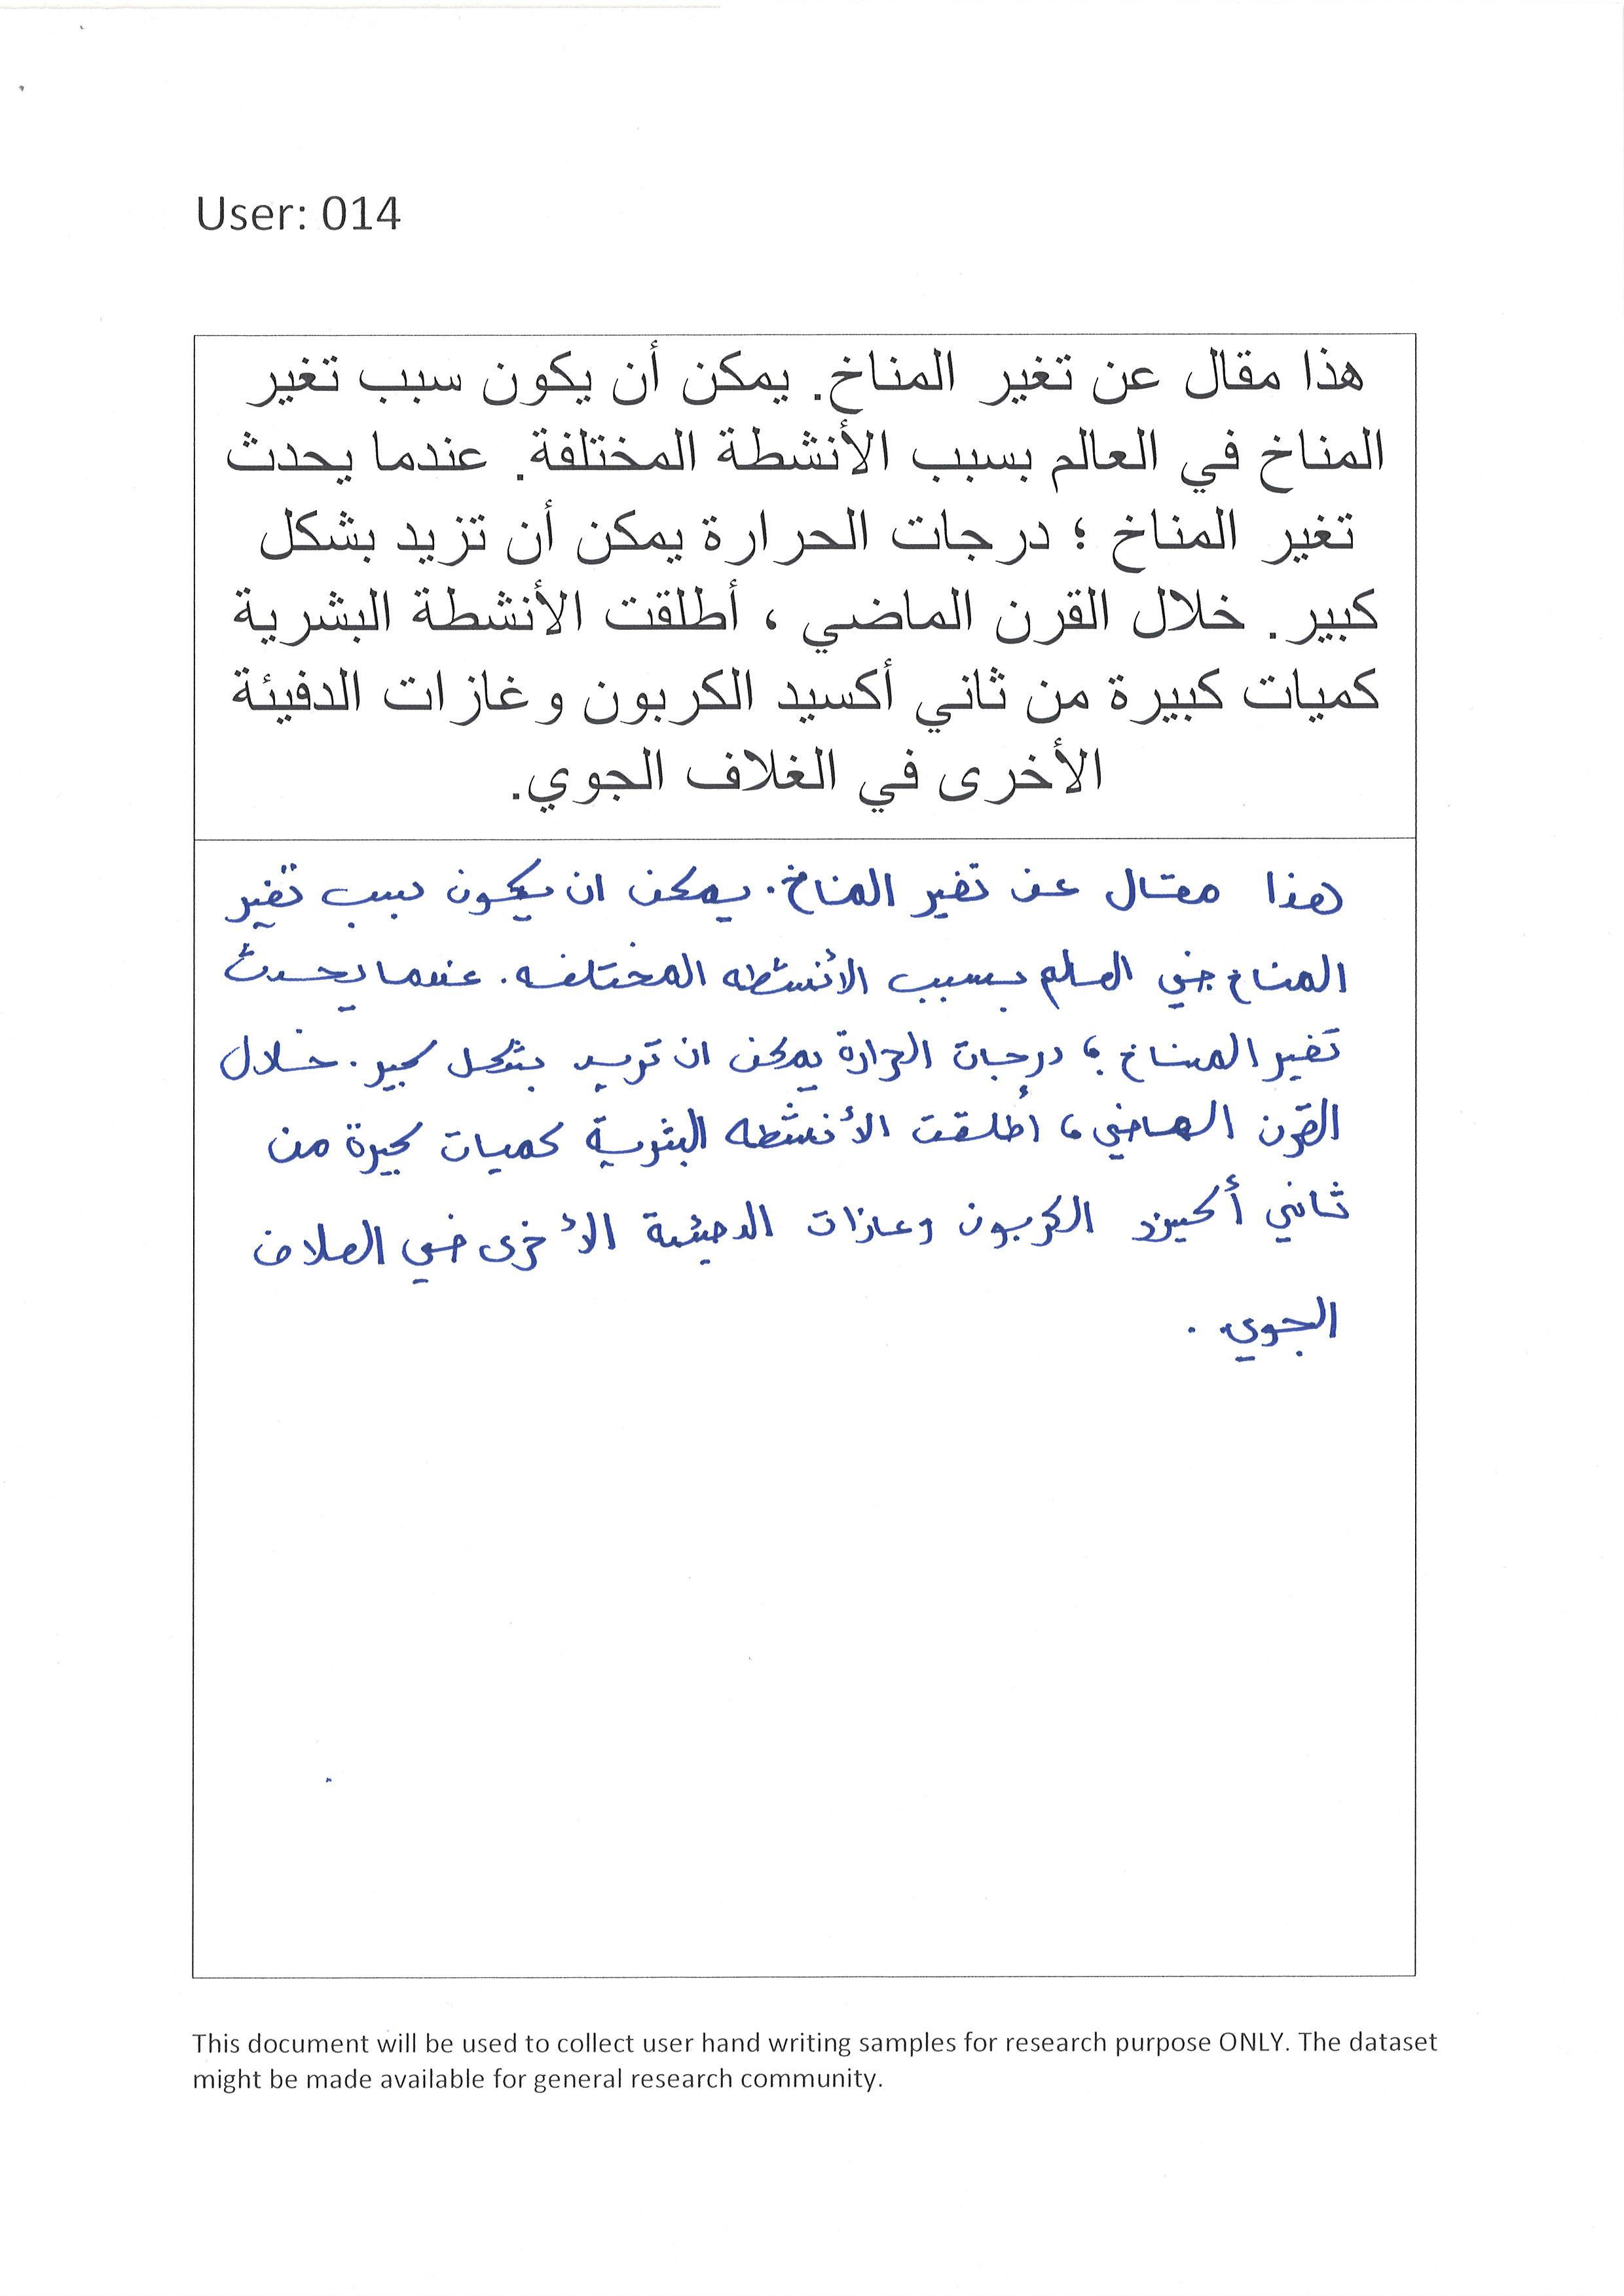 User: 014
هذا مقال عن تغير المناخ. يمكن أن يكون سبب تغير
المناخ في العالم بسبب الأنشطة المختلفة. عندما يحدث
تغير المناخ ؛ درجات الحرارة يمكن أن تزيد بشكل
كبير. خلال القرن الماضي ، أطلقت الأنشطة البشرية
كميات كبيرة من ثاني أكسيد الكربون وغازات الدفيئة
الأخرى في الغلاف الجوي.
هذا مقال عن تغير المناخ. يمكن ان يكون سبب تغير
المناخ في العالم بسبب الأنشطه المختلفه. عندما يحدث
تغير المناخ ؛ درجات الحرارة يمكن ان تزيد بشكل كبير. خلال
القرن الماضي، أطلقت الأنشطه البشرية كميات كبيرة من
ثاني أكسيد الكربون وغازات الدفيئة الأخرى في الغلاف
الجوي.
This document will be used to collect user hand writing samples for research purpose ONLY. The dataset
might be made available for general research community.